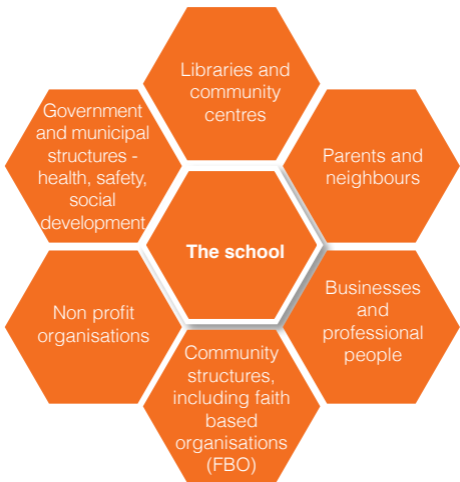 Libraries and
community
centres
Government
and municipal
structures -
health, safety,
social
development
Parents and
neighbours
The school
Non profit
organisations
Businesses
and
professional
people
Community
structures,
including faith
based
organisations
(FBO)